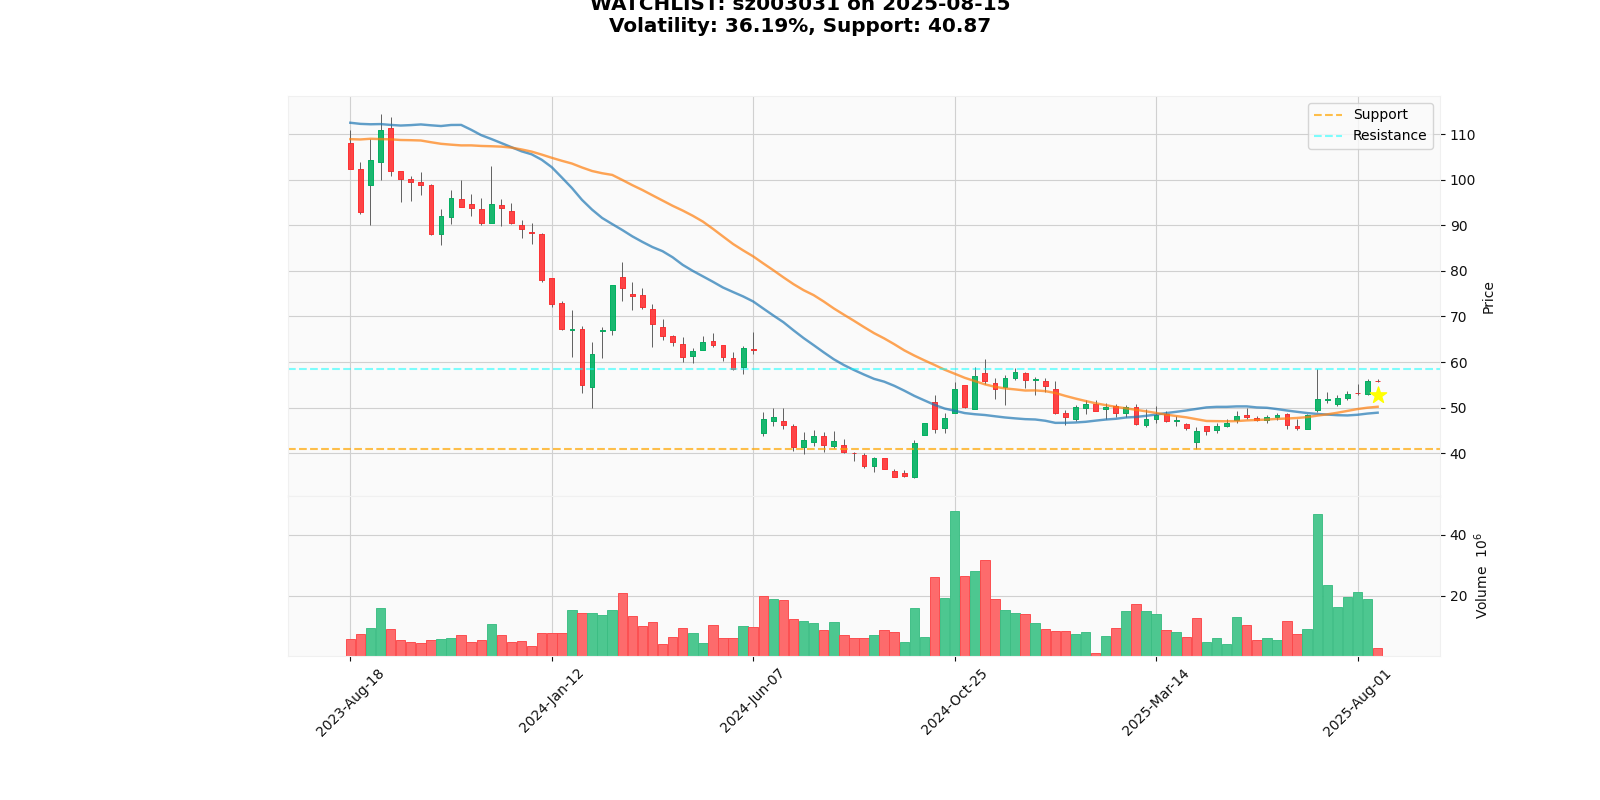 WATCHLIST: sz003031 on 2025-08-15
Volatility: 36.19%, Support: 40.87
Support
Resistance
110
100
90
80
70
60
50
40
Price
40
20
Volume 10⁶
2023-Aug-18
2024-Jan-12
2024-Jun-07
2024-Oct-25
2025-Mar-14
2025-Aug-01